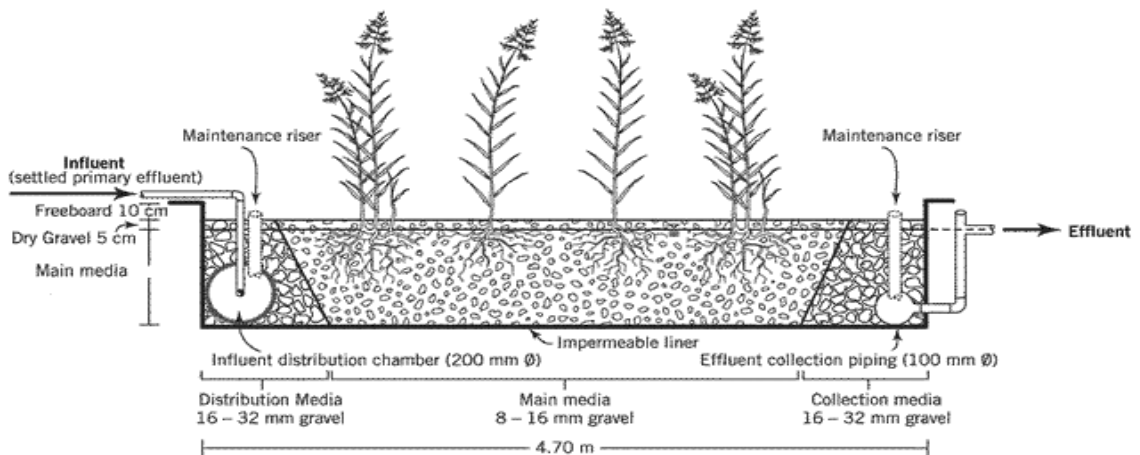 Maintenance riser
Maintenance riser
Influent
(settled primary effluent)
Freeboard 10 cm
Dry Gravel 5 cm
Effluent
Main media
Impermeable liner
Influent distribution chamber (200 mm Ø)
Effluent collection piping (100 mm Ø)
Distribution Media
16 – 32 mm gravel
Main media
8 – 16 mm gravel
Collection media
16 – 32 mm gravel
4.70 m